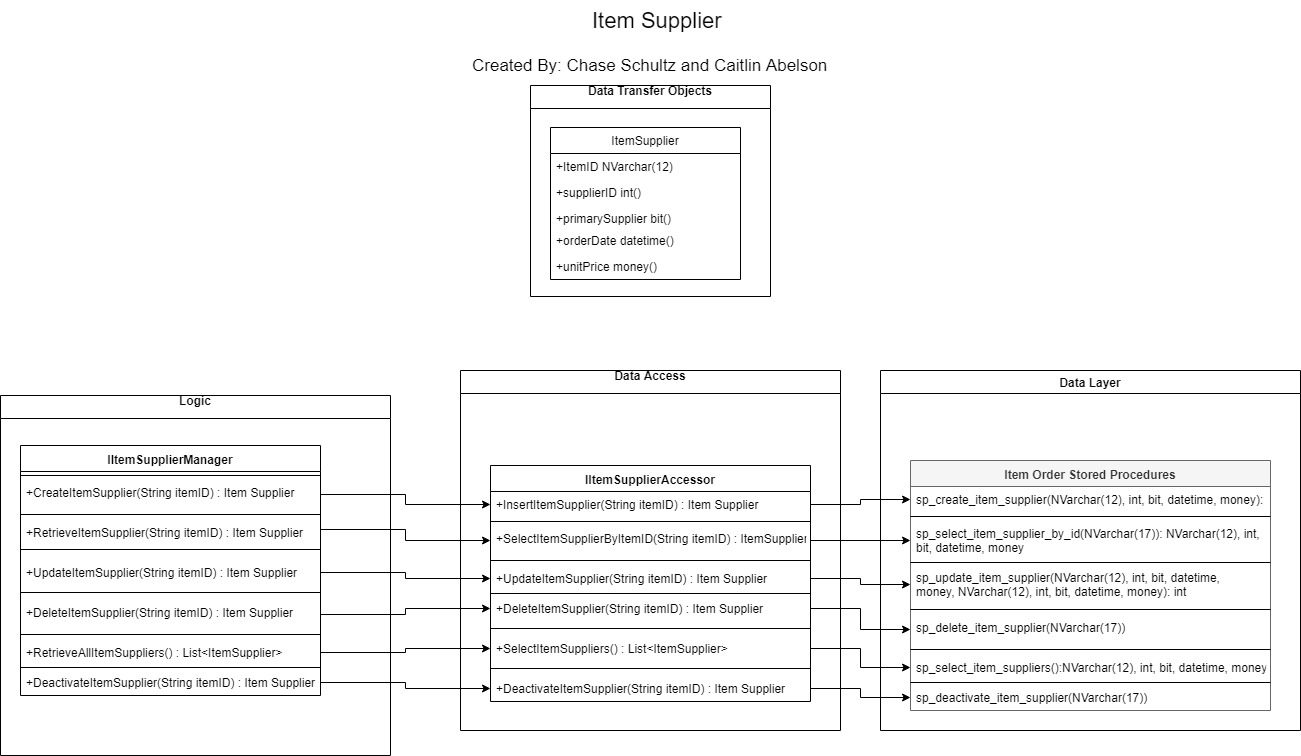 Item Supplier
Created By: Chase Schultz and Caitlin Abelson
Data Transfer Objects
ItemSupplier
+ItemID NVarchar(12)
+supplierID int()
+primarySupplier bit()
+orderDate datetime()
+unitPrice money()
Logic
IItemSupplierManager
+CreateItemSupplier(String itemID) : Item Supplier
+RetrieveItemSupplier(String itemID) : Item Supplier
+UpdateItemSupplier(String itemID) : Item Supplier
+DeleteItemSupplier(String itemID) : Item Supplier
+RetrieveAllItemSuppliers() : List<ItemSupplier>
+DeactivateItemSupplier(String itemID) : Item Supplier
Data Access
IItemSupplierAccessor
+InsertItemSupplier(String itemID) : Item Supplier
+SelectItemSupplierByItemID(String itemID) : ItemSupplier
+UpdateItemSupplier(String itemID) : Item Supplier
+DeleteItemSupplier(String itemID) : Item Supplier
+SelectItemSuppliers() : List<ItemSupplier>
+DeactivateItemSupplier(String itemID) : Item Supplier
Data Layer
Item Order Stored Procedures
sp_create_item_supplier(NVarchar(12), int, bit, datetime, money):
sp_select_item_supplier_by_id(NVarchar(17)): NVarchar(12), int,
bit, datetime, money
sp_update_item_supplier(NVarchar(12), int, bit, datetime,
money, NVarchar(12), int, bit, datetime, money): int
sp_delete_item_supplier(NVarchar(17))
sp_select_item_suppliers():NVarchar(12), int, bit, datetime, money
sp_deactivate_item_supplier(NVarchar(17))